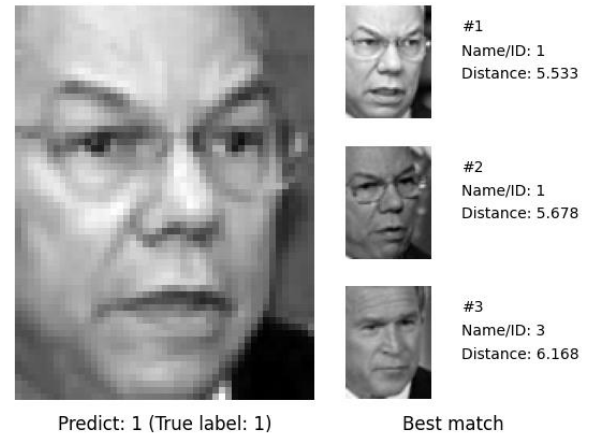 #1
Name/ID: 1
Distance: 5.533
#2
Name/ID: 1
Distance: 5.678
#3
Name/ID: 3
Distance: 6.168
Predict: 1 (True label: 1)
Best match